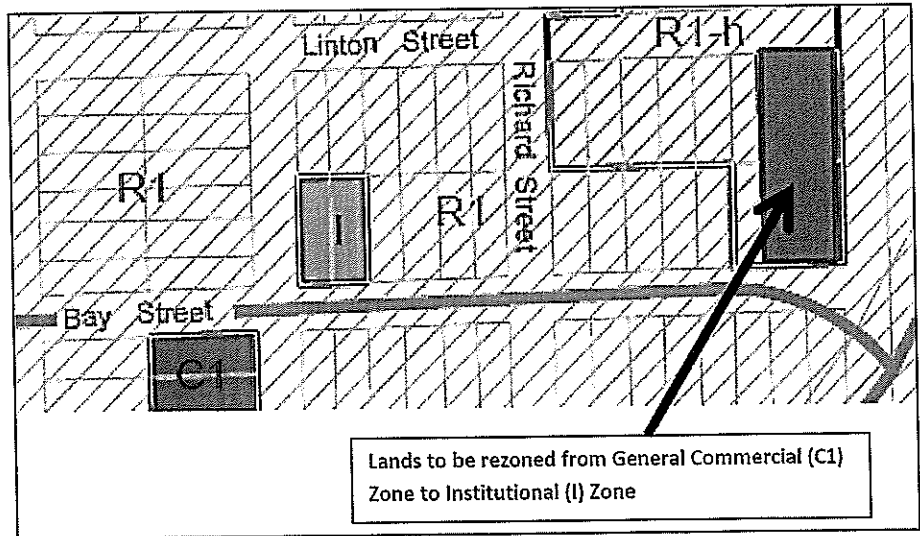 Linton Street
R1-h
Richard Street
R1
I
R1
Bay Street
C1
Lands to be rezoned from General Commercial (C1)
Zone to Institutional (I) Zone